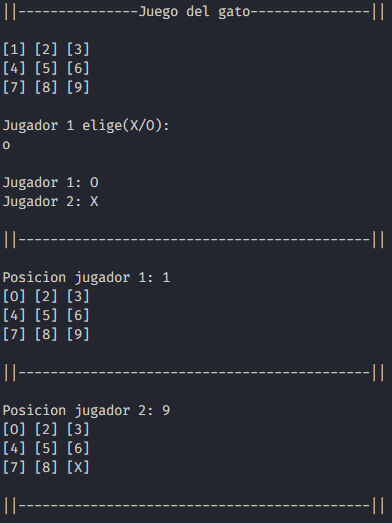 ||---------------Juego del gato---------------||
[1] [2] [3]
[4] [5] [6]
[7] [8] [9]
Jugador 1 elige(X/O):
o
Jugador 1: O
Jugador 2: X
||--------------------------------------------||
Posicion jugador 1: 1
[O] [2] [3]
[4] [5] [6]
[7] [8] [9]
||--------------------------------------------||
Posicion jugador 2: 9
[O] [2] [3]
[4] [5] [6]
[7] [8] [X]
||--------------------------------------------||